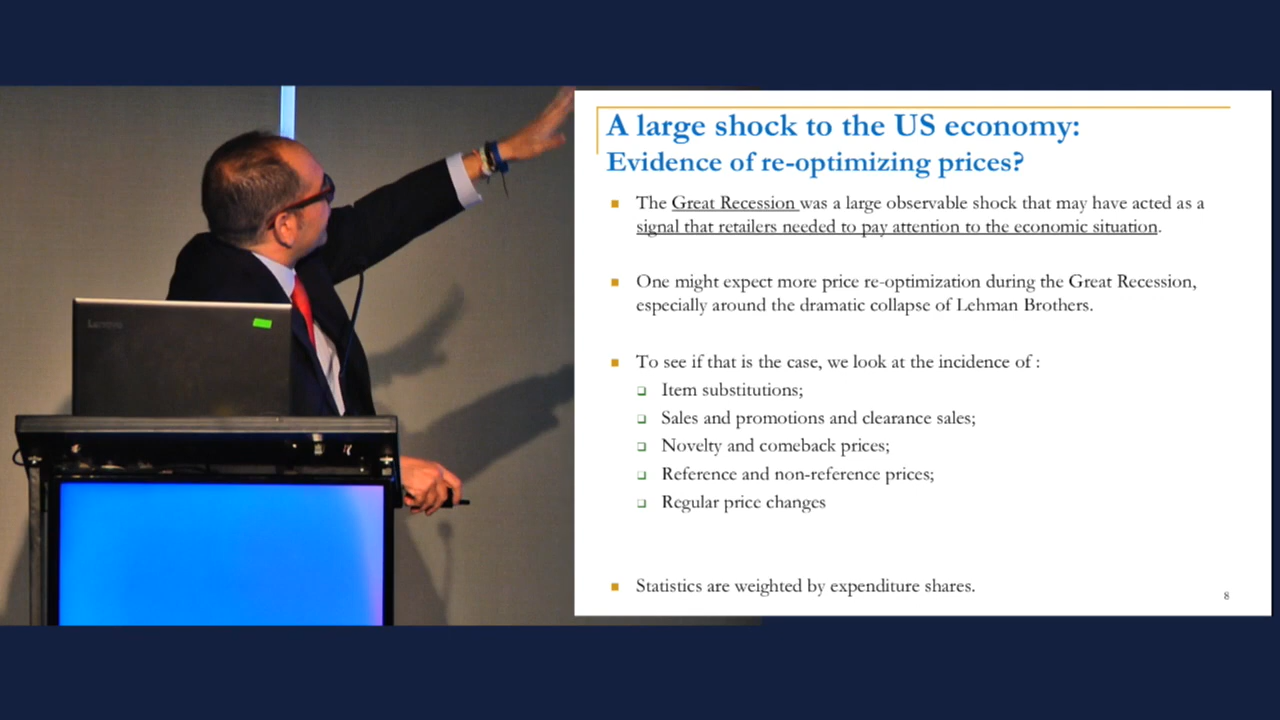 A large shock to the US economy:
Evidence of re-optimizing prices?
The Great Recession was a large observable shock that may have acted as a
signal that retailers needed to pay attention to the economic situation.
One might expect more price re-optimization during the Great Recession,
especially around the dramatic collapse of Lehman Brothers.
To see if that is the case, we look at the incidence of :
Item substitutions;
Sales and promotions and clearance sales;
Novelty and comeback prices;
Reference and non-reference prices;
Regular price changes
Statistics are weighted by expenditure shares.
8
Lenovo